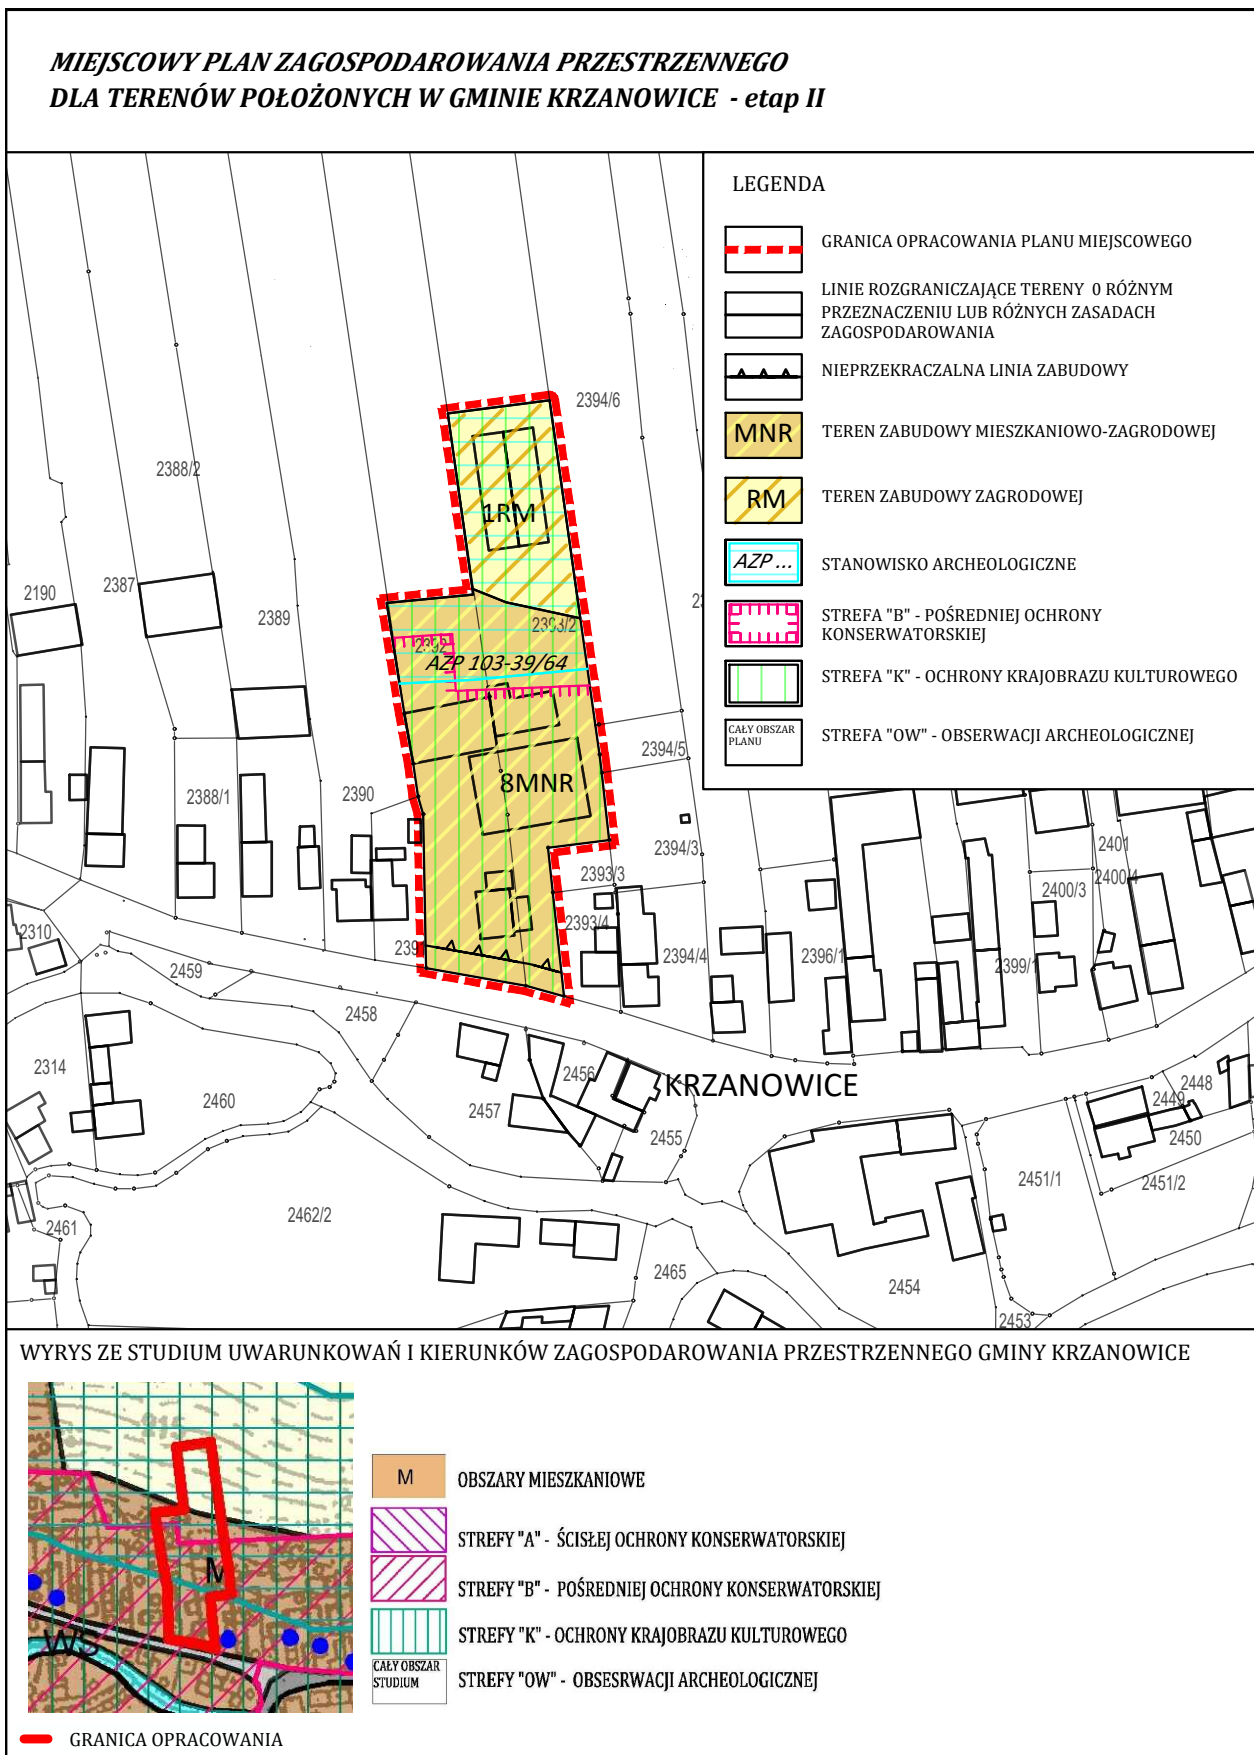 MIEJSCOWY PLAN ZAGOSPODAROWANIA PRZESTRZENNEGO
DLA TERENÓW POŁOŻONYCH W GMINIE KRZANOWICE - etap II
LEGENDA
GRANICA OPRACOWANIA PLANU MIEJSCOWEGO
LINIE ROZGRANICZAJĄCE TERENY 0 RÓŻNYM
PRZEZNACZENIU LUB RÓŻNYCH ZASADACH
ZAGOSPODAROWANIA
NIEPRZEKRACZALNA LINIA ZABUDOWY
MNR TEREN ZABUDOWY MIESZKANIOWO-ZAGRODOWEJ
RM TEREN ZABUDOWY ZAGRODOWEJ
AZP ... STANOWISKO ARCHEOLOGICZNE
STREFA "B" - POŚREDNIEJ OCHRONY
KONSERWATORSKIEJ
STREFA "K" - OCHRONY KRAJOBRAZU KULTUROWEGO
CAŁY OBSZAR
PLANU
STREFA "OW" - OBSERWACJI ARCHEOLOGICZNEJ
2394/6
2388/2
1RM
2387
2190
2389
2393/2
2392
AZP 103-39/64
2394/5
8MNR
2388/1
2390
2394/3
2401
2393/3
2400/4
2400/3
2393/4
2310
239
2394/4
2396/1
2399/1
2459
2458
2314
2456
KRZANOWICE
2448
2449
2460
2457
2455
2450
2451/1
2451/2
2462/2
2461
2465
2454
2453
WYRYS ZE STUDIUM UWARUNKOWAŃ I KIERUNKÓW ZAGOSPODAROWANIA PRZESTRZENNEGO GMINY KRZANOWICE
215
M
WS
M OBSZARY MIESZKANIOWE
STREFY "A" - ŚCISŁEJ OCHRONY KONSERWATORSKIEJ
STREFY "B" - POŚREDNIEJ OCHRONY KONSERWATORSKIEJ
STREFY "K" - OCHRONY KRAJOBRAZU KULTUROWEGO
CAŁY OBSZAR
STUDIUM
STREFY "OW" - OBSESRWACJI ARCHEOLOGICZNEJ
GRANICA OPRACOWANIA